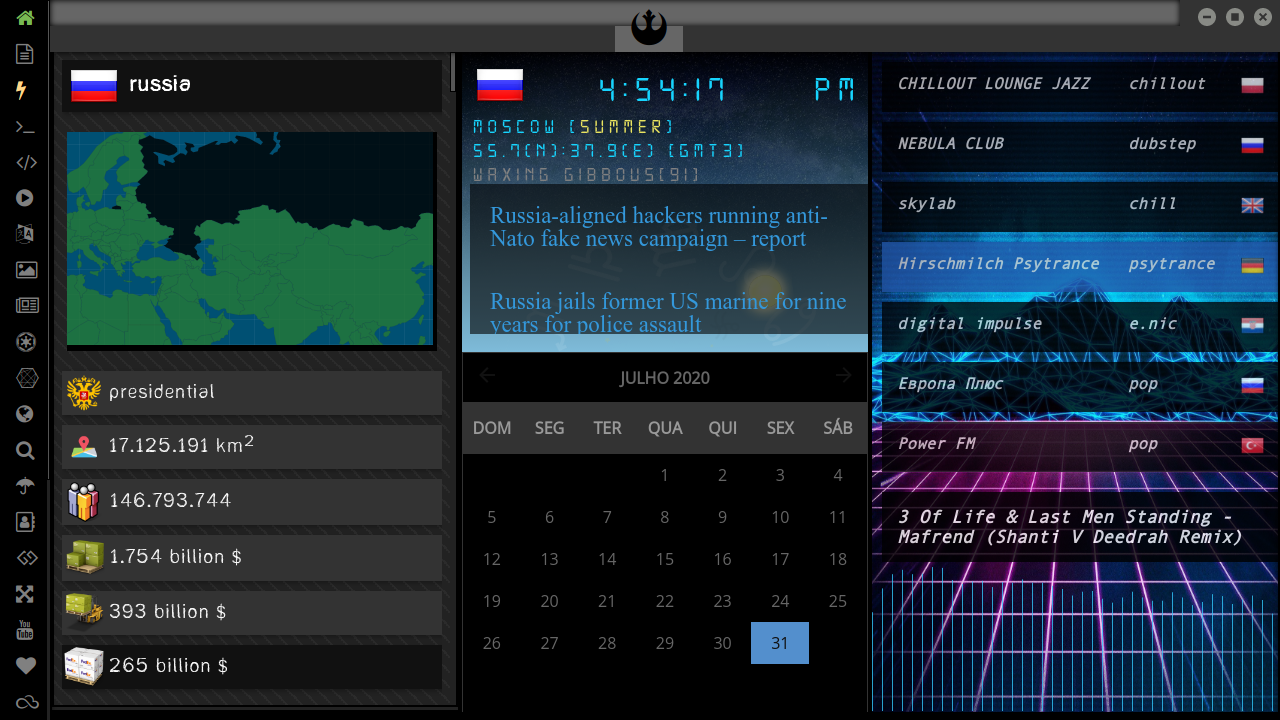 russia
presidential
17.125.191 km²
146.793.744
1.754 billion $
393 billion $
265 billion $
4:54:17 PM
MOSCOW (SUMMER)
55.7(N):37.9(E) (GMT3)
WAXING GIBBOUS(91)
Russia-aligned hackers running anti-
Nato fake news campaign – report
Russia jails former US marine for nine
years for police assault
JULHO 2020
DOM SEG TER QUA QUI SEX SÁB
1 2 3 4
5 6 7 8 9 10 11
12 13 14 15 16 17 18
19 20 21 22 23 24 25
26 27 28 29 30 31
CHILLOUT LOUNGE JAZZ chillout
NEBULA CLUB dubstep
skylab chill
Hirschmilch Psytrance psytrance
digital impulse e.nic
Европа Плюс pop
Power FM pop
3 Of Life & Last Men Standing -
Mafrend (Shanti V Deedrah Remix)